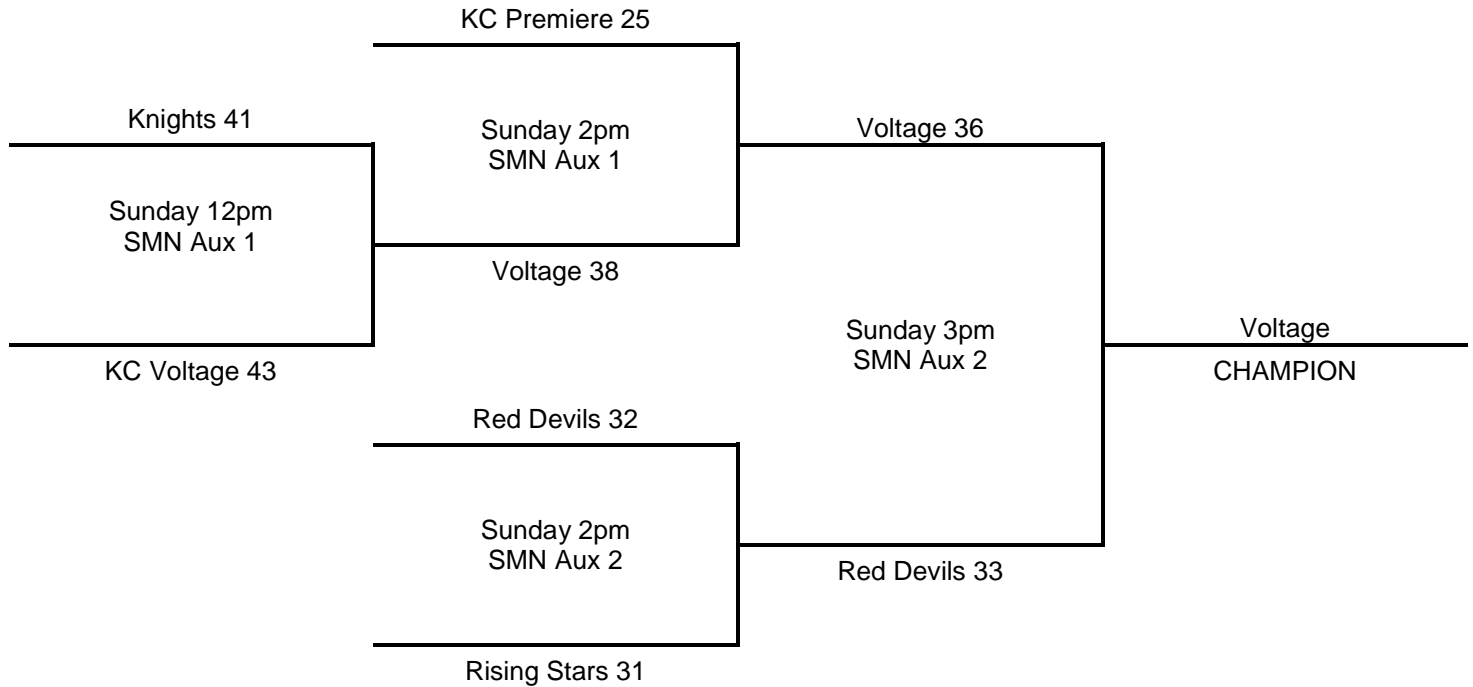 KC Premiere 25
Knights 41
Sunday 2pm
SMN Aux 1
Voltage 36
Sunday 12pm
SMN Aux 1
Voltage 38
KC Voltage 43
Sunday 3pm
SMN Aux 2
Voltage
CHAMPION
Red Devils 32
Sunday 2pm
SMN Aux 2
Red Devils 33
Rising Stars 31